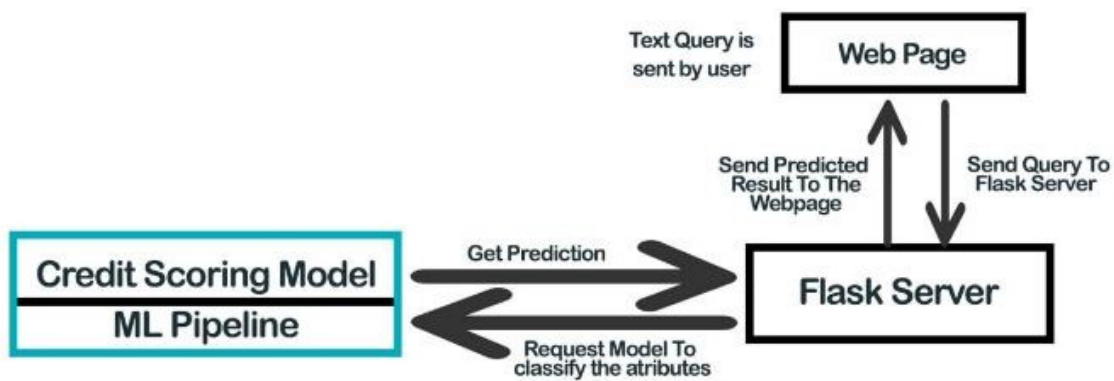 Text Query is
sent by user
Web Page
Send Predicted
Result To The
Webpage
Send Query To
Flask Server
Credit Scoring Model
ML Pipeline
Get Prediction
Flask Server
Request Model To
classify the atributes